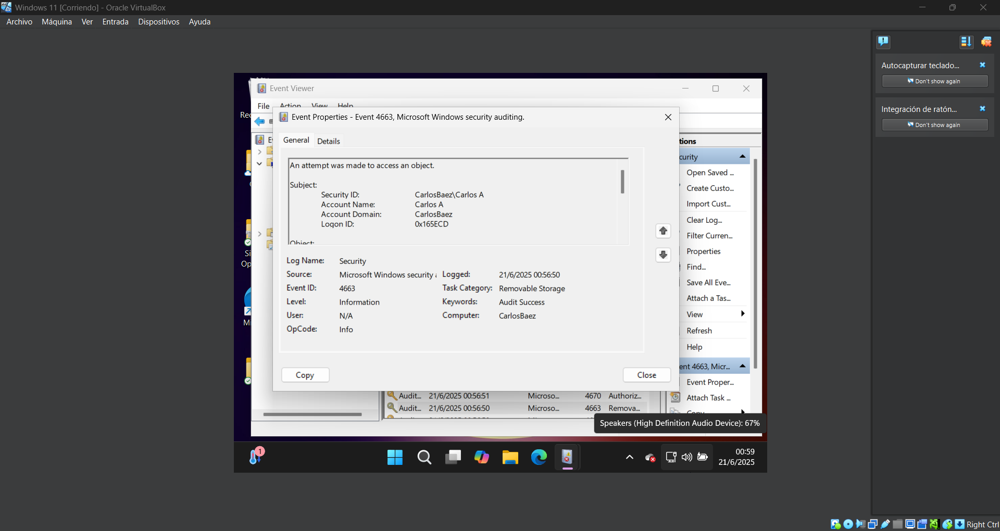 Windows 11 [Corriendo] - Oracle VirtualBox
Archivo Máquina Ver Entrada Dispositivos Ayuda
Autocapturar teclado...
Don't show again
Integración de ratón...
Don't show again
Event Viewer
File Action View Help
Event Properties - Event 4663, Microsoft Windows security auditing.
General Details
An attempt was made to access an object.
Subject:
Security ID: CarlosBaez\Carlos A
Account Name: Carlos A
Account Domain: CarlosBaez
Logon ID: 0x165ECD
Object:
Log Name: Security
Source: Microsoft Windows security Logged: 21/6/2025 00:56:50
Event ID: 4663 Task Category: Removable Storage
Level: Information Keywords: Audit Success
User: N/A Computer: CarlosBaez
OpCode: Info
Copy Close
tions
curity
Open Saved ...
Create Custo...
Import Cust...
Clear Log...
Filter Curren...
Properties
Find...
Save All Eve...
Attach a Tas...
View
Refresh
Help
ent 4663, Micr...
Event Proper...
Attach Task ...
Copy
Audit... 21/6/2025 00:56:51 Microso... 4670 Authoriz...
Audit... 21/6/2025 00:56:50 Microso... 4663 Remova...
Speakers (High Definition Audio Device): 67%
Rec
Si
Op
Mi
1
00:59
21/6/2025
Right Ctrl